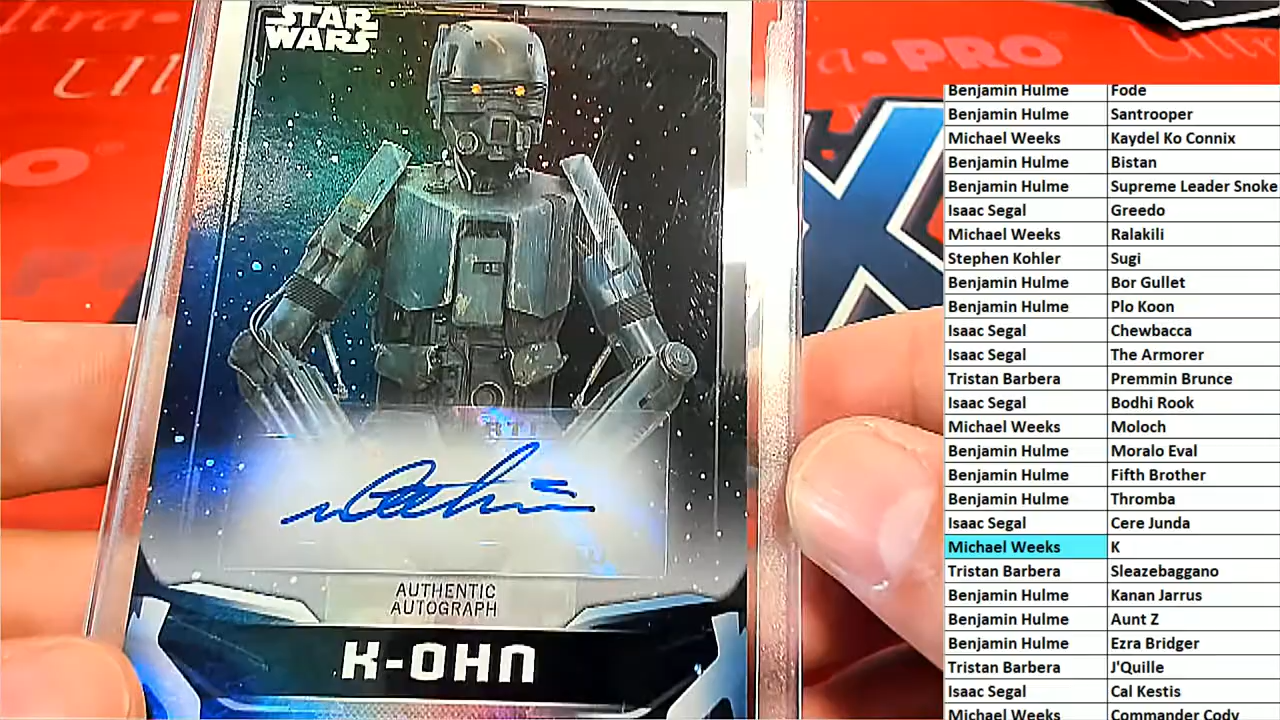 STAR
WARS
AUTHENTIC
AUTOGRAPH
K-OHN
PRO
PRO
Benjamin Hulme Fode
Benjamin Hulme Santrooper
Michael Weeks Kaydel Ko Connix
Benjamin Hulme Bistan
Benjamin Hulme Supreme Leader Snoke
Isaac Segal Greedo
Michael Weeks Ralakili
Stephen Kohler Sugi
Benjamin Hulme Bor Gullet
Benjamin Hulme Plo Koon
Isaac Segal Chewbacca
Isaac Segal The Armorer
Tristan Barbera Premmin Brunce
Isaac Segal Bodhi Rook
Michael Weeks Moloch
Benjamin Hulme Moralo Eval
Benjamin Hulme Fifth Brother
Benjamin Hulme Thromba
Isaac Segal Cere Junda
Michael Weeks K
Tristan Barbera Sleazebaggano
Benjamin Hulme Kanan Jarrus
Benjamin Hulme Aunt Z
Benjamin Hulme Ezra Bridger
Tristan Barbera J'Quille
Isaac Segal Cal Kestis
Michael Weeks Commander Cody